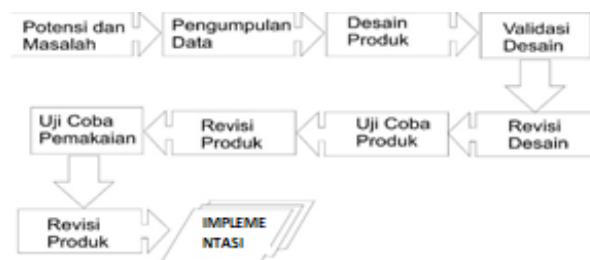 Potensi dan
Masalah
Pengumpulan
Data
Desain
Produk
Validasi
Desain
Revisi
Desain
Uji Coba
Produk
Revisi
Produk
Uji Coba
Pemakaian
Revisi
Produk
IMPLEME
NTASI